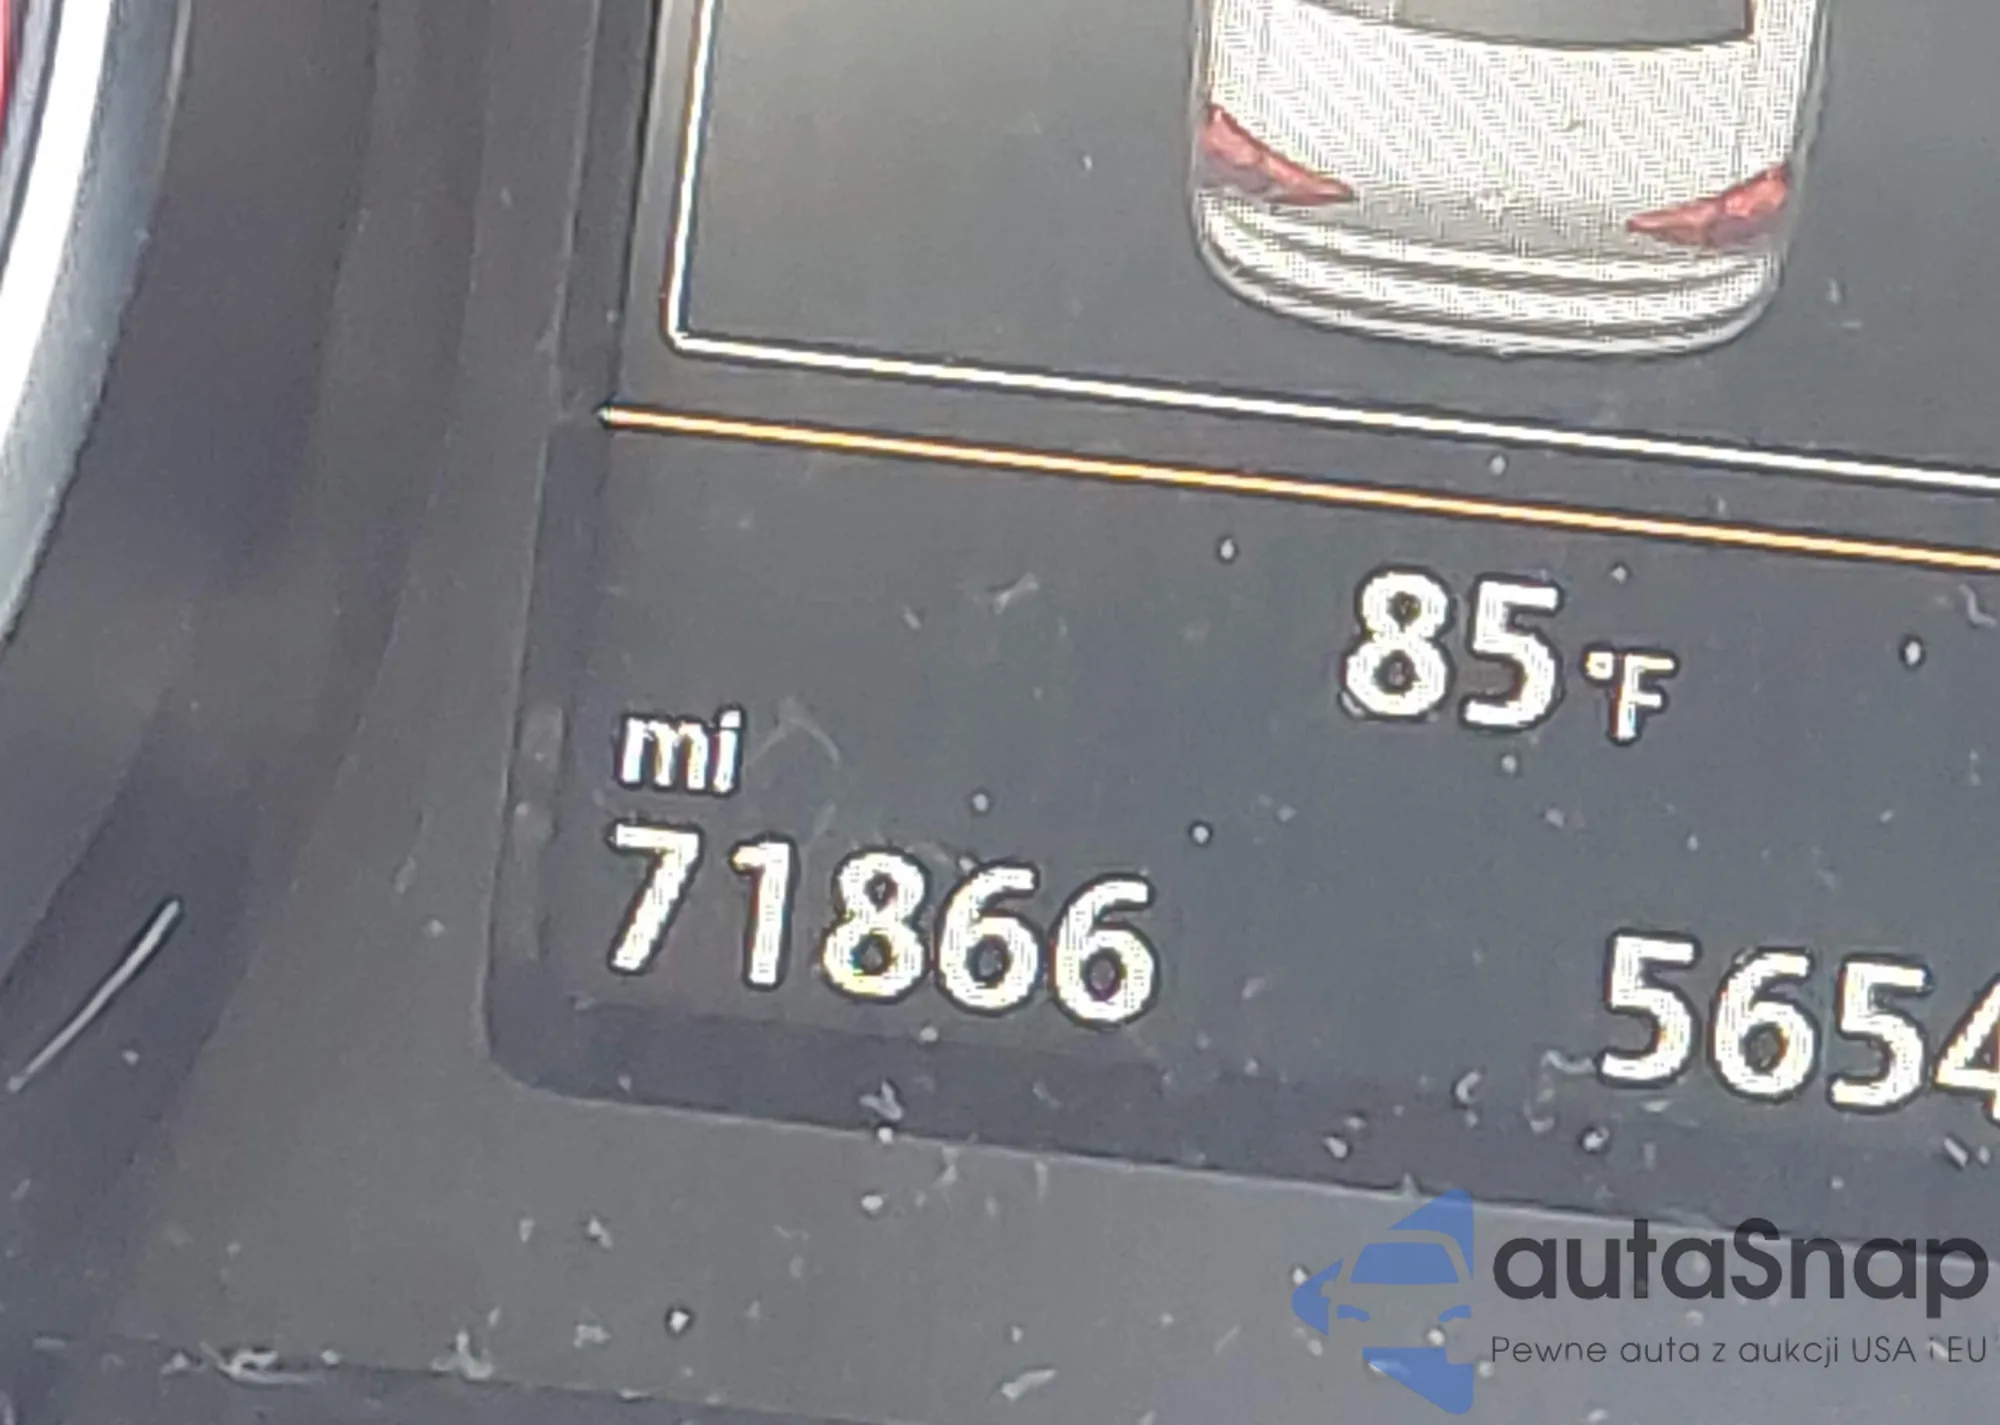 85°F
mi
71866 5654
autaSnap
Pewne auta z aukcji USA i EU